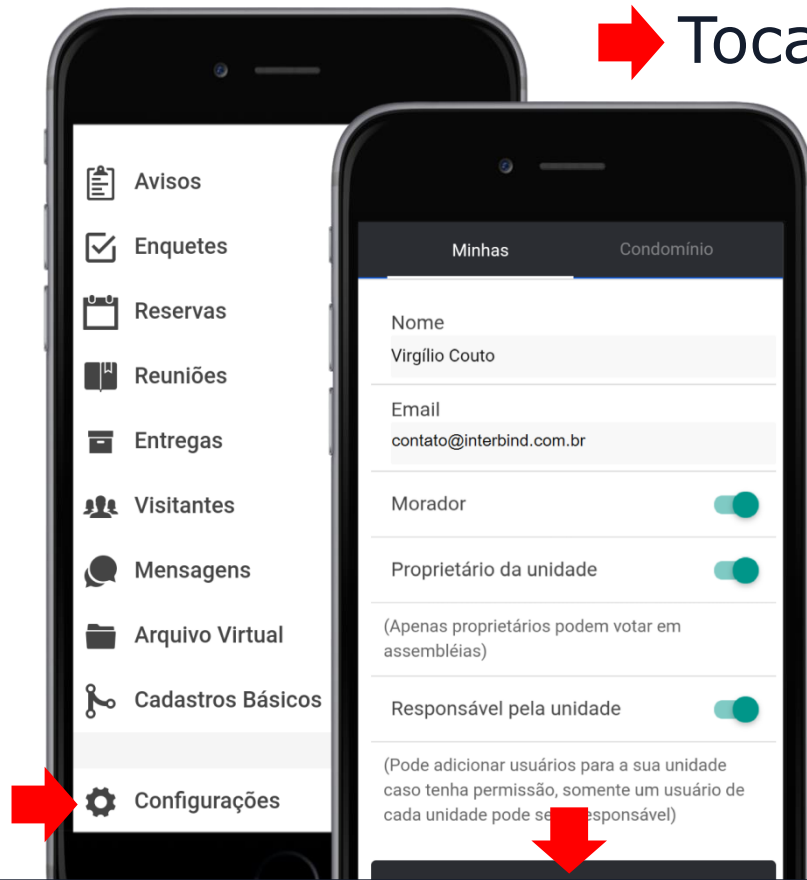 Toca
Avisos
Enquetes
Reservas
Reuniões
Entregas
Visitantes
Mensagens
Arquivo Virtual
Cadastros Básicos
Configurações
Minhas
Condomínio
Nome
Virgílio Couto
Email
contato@interbind.com.br
Morador
Proprietário da unidade
(Apenas proprietários podem votar em
assembléias)
Responsável pela unidade
(Pode adicionar usuários para a sua unidade
caso tenha permissão, somente um usuário de
cada unidade pode se esponsável)